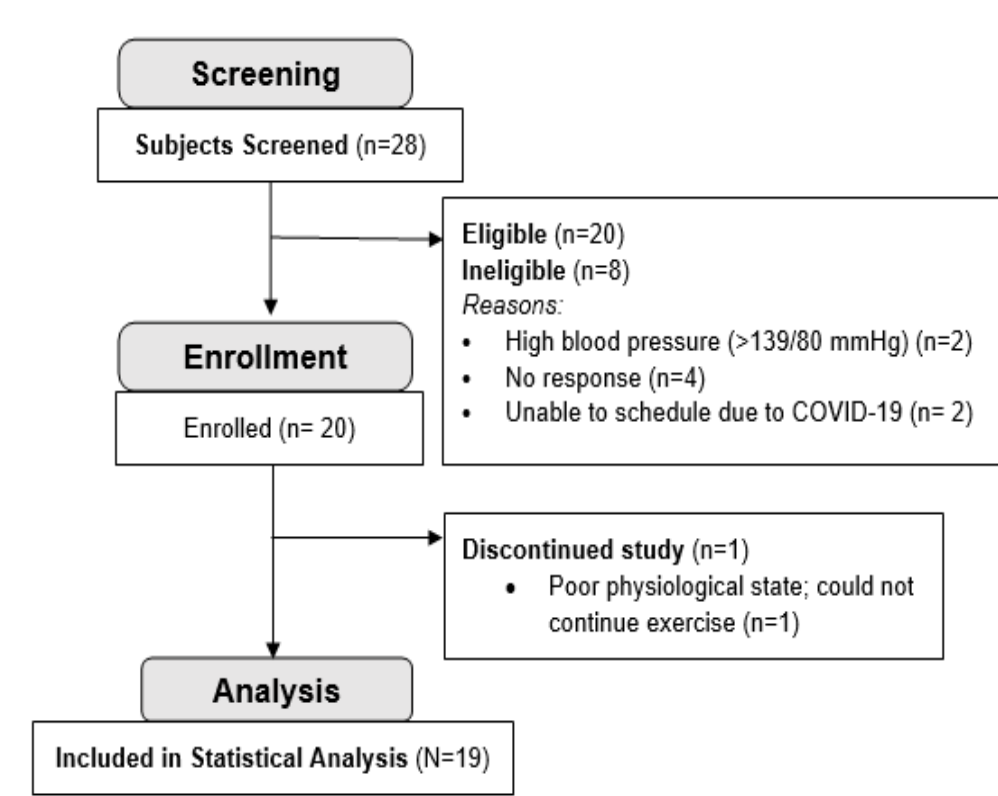 Screening
Subjects Screened (n=28)
Eligible (n=20)
Ineligible (n=8)
Reasons:
• High blood pressure (>139/80 mmHg) (n=2)
• No response (n=4)
• Unable to schedule due to COVID-19 (n= 2)
Enrollment
Enrolled (n= 20)
Discontinued study (n=1)
• Poor physiological state; could not
continue exercise (n=1)
Analysis
Included in Statistical Analysis (N=19)